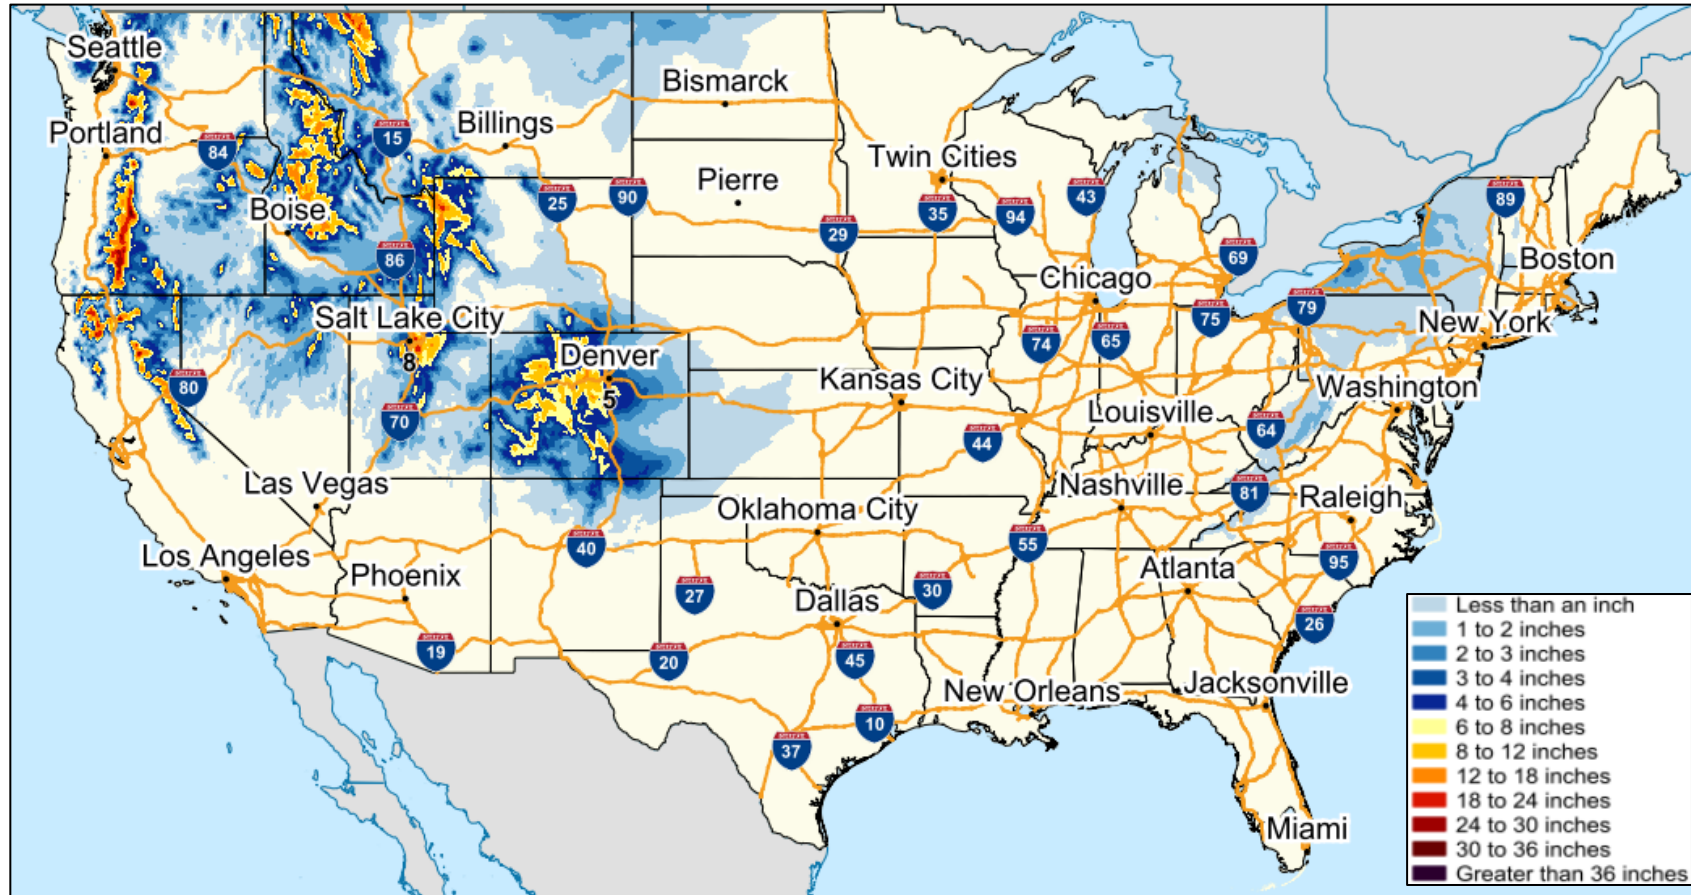 Seattle
Bismarck
Billings
Portland
15
84
Twin Cities
Pierre
25
90
43
89
Boise
35
94
29
69
86
Boston
Chicago
Salt Lake City
79
75
New York
74
65
8
Denver
80
Kansas City
5
Washington
70
Louisville
64
44
Las Vegas
Nashville
81
Raleigh
Oklahoma City
40
55
Los Angeles
Phoenix
95
Atlanta
27
30
Dallas
26
19
20
45
New Orleans
Jacksonville
10
37
Miami
Less than an inch
1 to 2 inches
2 to 3 inches
3 to 4 inches
4 to 6 inches
6 to 8 inches
8 to 12 inches
12 to 18 inches
18 to 24 inches
24 to 30 inches
30 to 36 inches
Greater than 36 inches